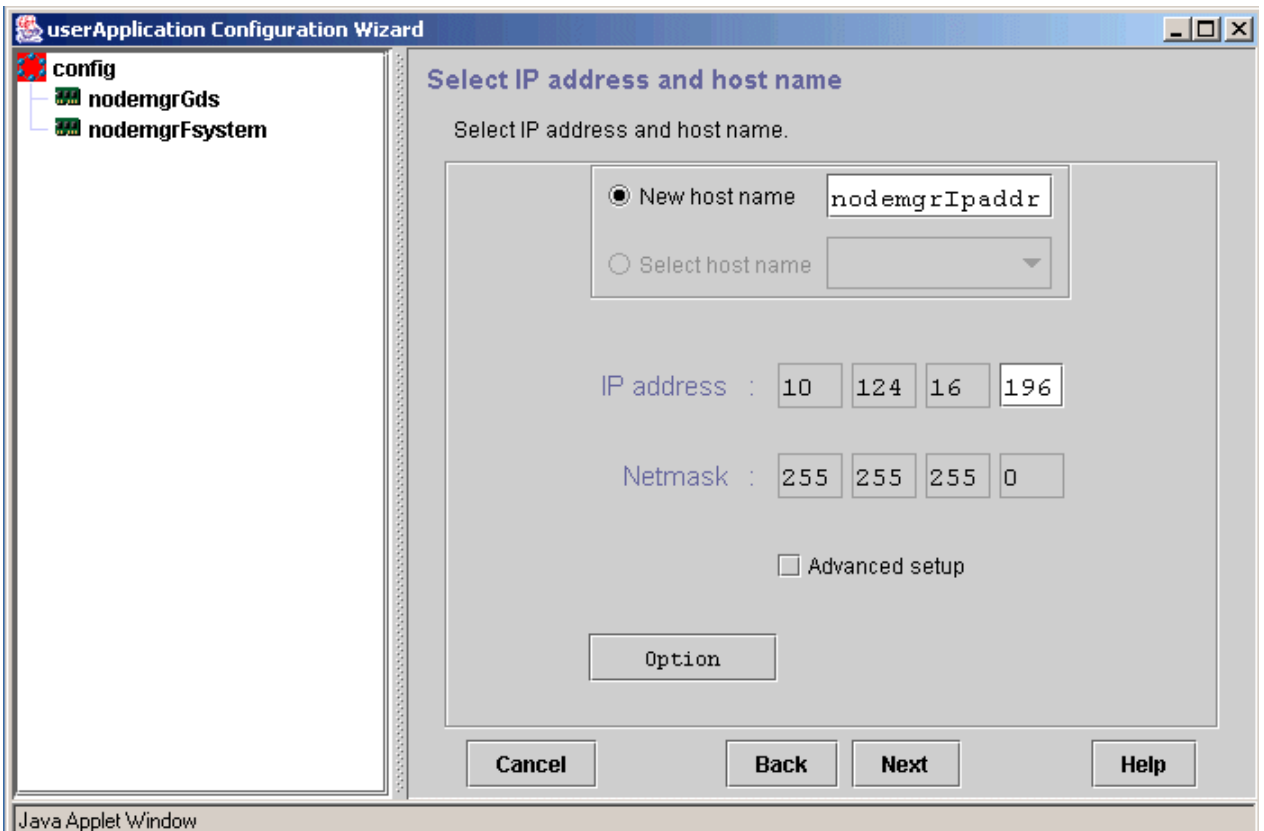 userApplication Configuration Wizard
config
nodemgrGds
nodemgrFsystem
Select IP address and host name
Select IP address and host name.
New host name nodemgrIpaddr
Select host name
IP address : 10 124 16 196
Netmask : 255 255 255 0
Advanced setup
Option
Cancel Back Next Help
Java Applet Window